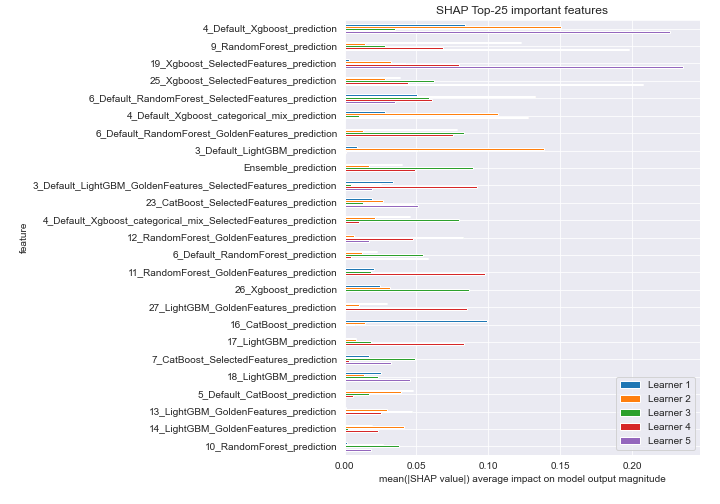 SHAP Top-25 important features
4_Default_Xgboost_prediction
9_RandomForest_prediction
19_Xgboost_SelectedFeatures_prediction
25_Xgboost_SelectedFeatures_prediction
6_Default_RandomForest_SelectedFeatures_prediction
4_Default_Xgboost_categorical_mix_prediction
6_Default_RandomForest_GoldenFeatures_prediction
3_Default_LightGBM_prediction
Ensemble_prediction
3_Default_LightGBM_GoldenFeatures_SelectedFeatures_prediction
23_CatBoost_SelectedFeatures_prediction
4_Default_Xgboost_categorical_mix_SelectedFeatures_prediction
12_RandomForest_GoldenFeatures_prediction
6_Default_RandomForest_prediction
11_RandomForest_GoldenFeatures_prediction
26_Xgboost_prediction
27_LightGBM_GoldenFeatures_prediction
16_CatBoost_prediction
17_LightGBM_prediction
7_CatBoost_SelectedFeatures_prediction
18_LightGBM_prediction
5_Default_CatBoost_prediction
13_LightGBM_GoldenFeatures_prediction
14_LightGBM_GoldenFeatures_prediction
10_RandomForest_prediction
feature
Learner 1
Learner 2
Learner 3
Learner 4
Learner 5
0.00 0.05 0.10 0.15 0.20
mean(|SHAP value|) average impact on model output magnitude